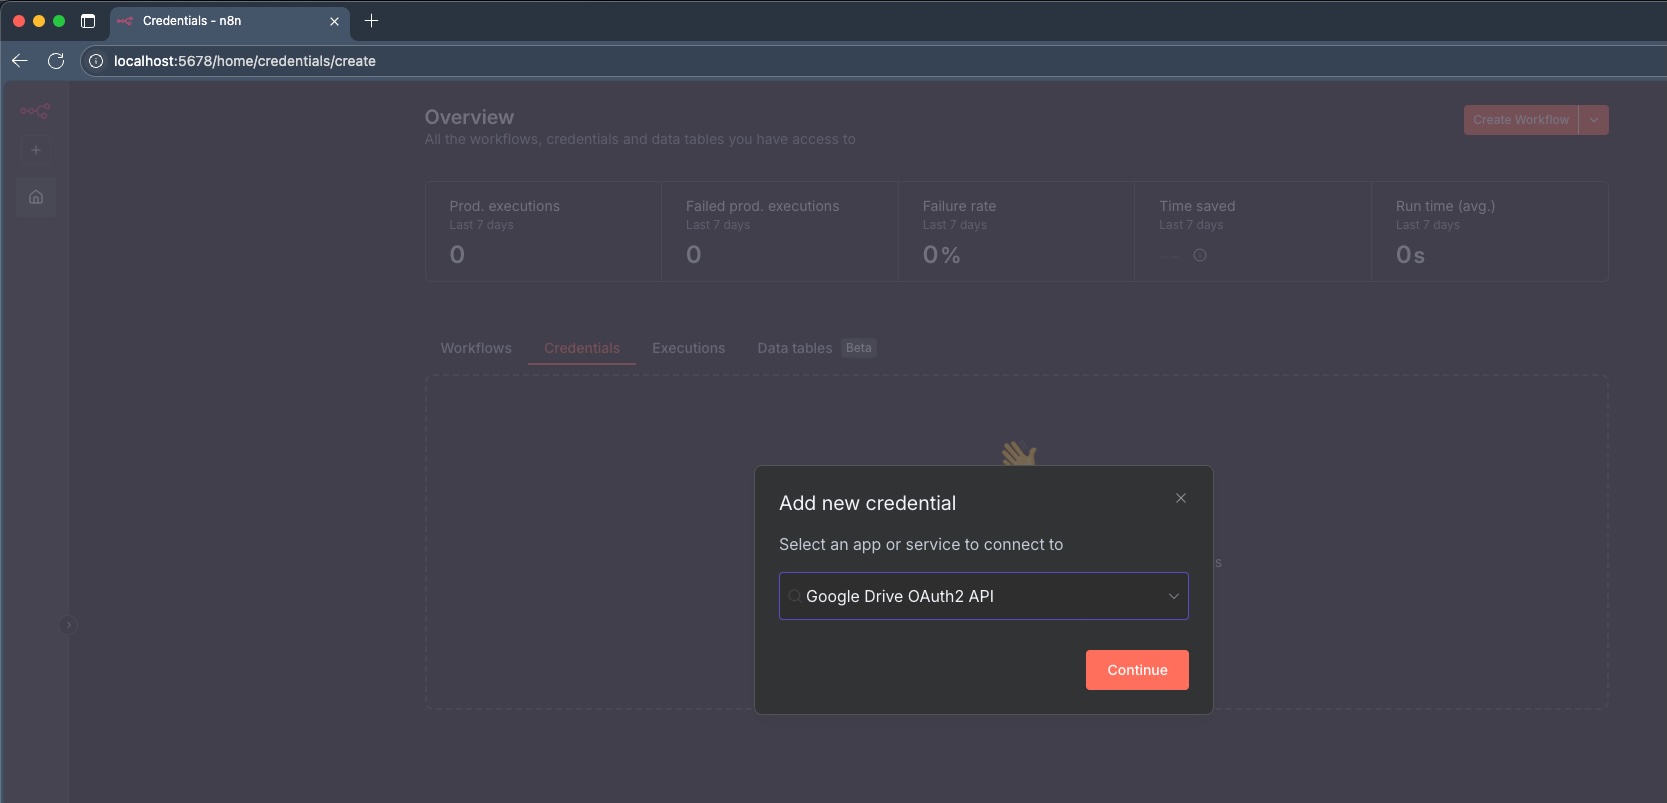 Credentials - n8n
localhost:5678/home/credentials/create
Overview
All the workflows, credentials and data tables you have access to
Create Workflow
Prod. executions
Last 7 days
0
Failed prod. executions
Last 7 days
0
Failure rate
Last 7 days
0%
Time saved
Last 7 days
--
Run time (avg.)
Last 7 days
0s
Workflows Credentials Executions Data tables Beta
Add new credential
Select an app or service to connect to
s
Google Drive OAuth2 API
Continue